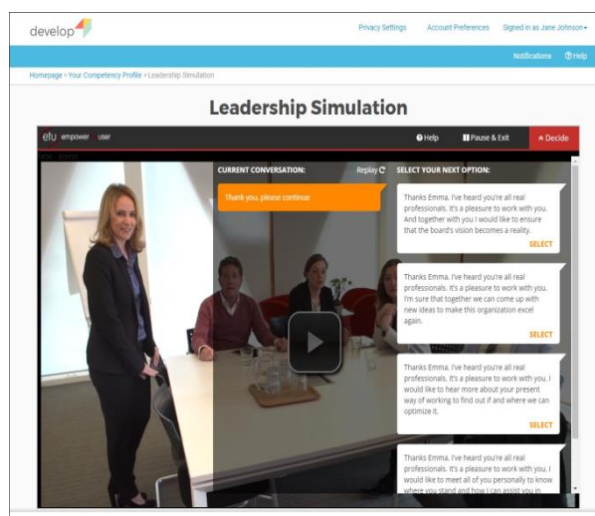 develop
Privacy Settings Account Preferences Signed in as Jane Johnson
Notifications Help
Homepage > Your Competency Profile > Leadership Simulation
Leadership Simulation
etu empower user
Help Pause & Exit Decide
CURRENT CONVERSATION: Replay
Thank you, please continue
SELECT YOUR NEXT OPTION:
Thanks Emma. I've heard you're all real
professionals. It's a pleasure to work with you.
And together with you I would like to ensure
that the board's vision becomes a reality.
SELECT
Thanks Emma. I've heard you're all real
professionals. It's a pleasure to work with you.
I'm sure that together we can come up with
new ideas to make this organization excel
again.
SELECT
Thanks Emma. I've heard you're all real
professionals. It's a pleasure to work with you. I
would like to hear more about your present
way of working to find out if and where we can
optimize it.
SELECT
Thanks Emma. I've heard you're all real
professionals. It's a pleasure to work with you. I
would like to meet all of you personally to know
where you stand and how I can assist you in